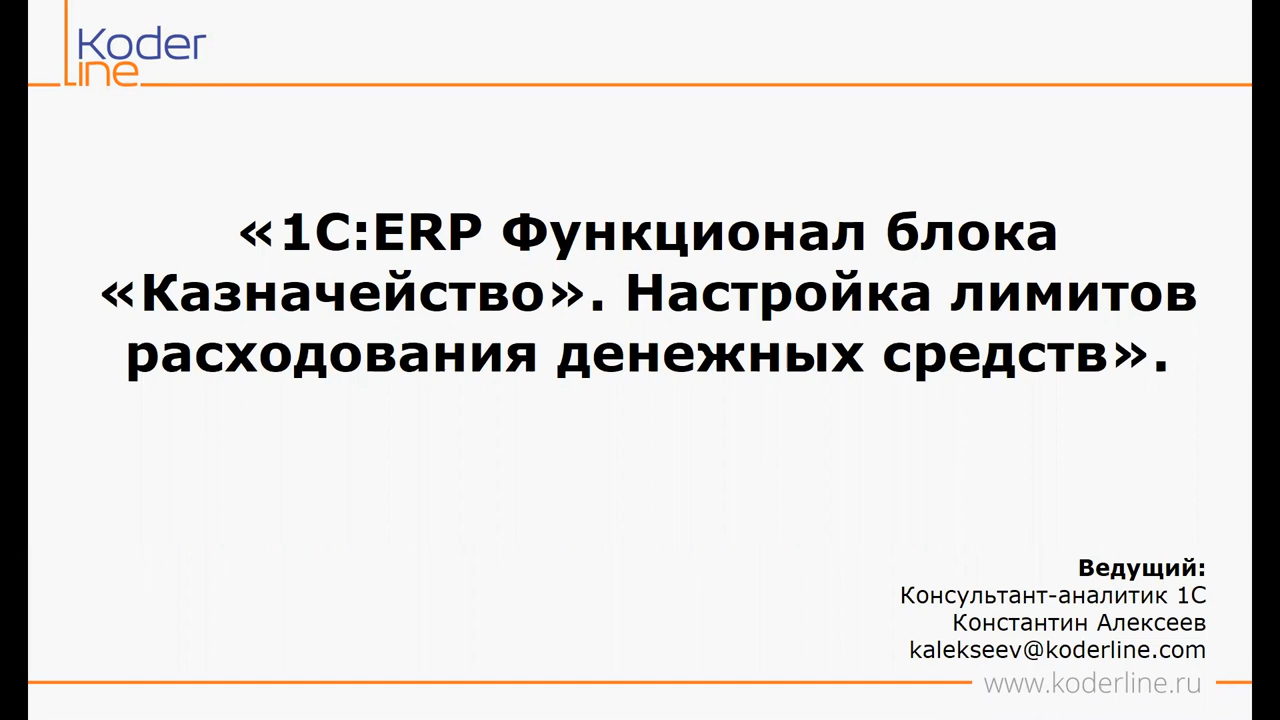 Koder
line
«1С:ERP Функционал блока
«Казначейство». Настройка лимитов
расходования денежных средств».
Ведущий:
Консультант-аналитик 1С
Константин Алексеев
kalekseev@koderline.com
www.koderline.ru